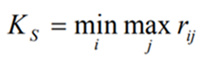 K_S = min_i max_j r_ij